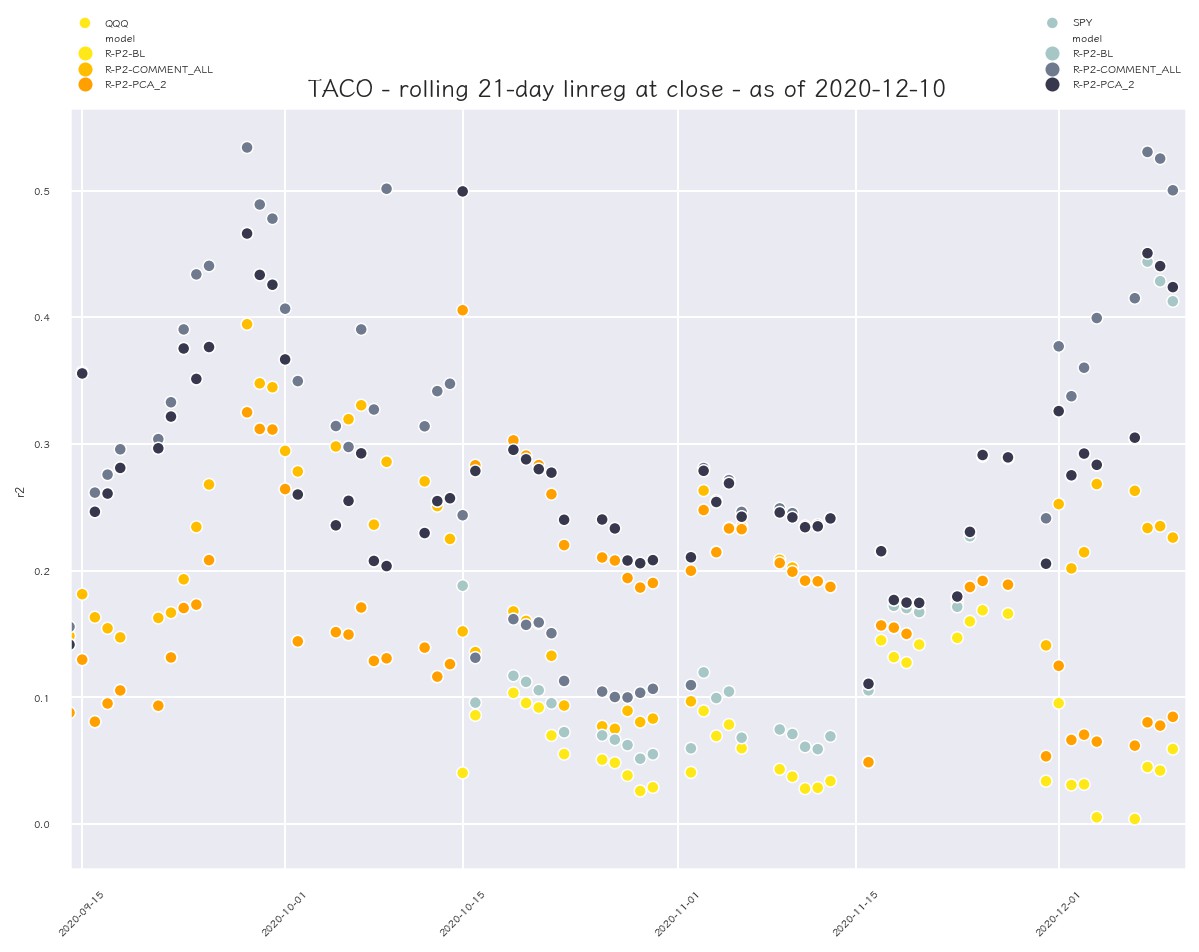 QQQ
model
R-P2-BL
R-P2-COMMENT_ALL
R-P2-PCA_2
SPY
model
R-P2-BL
R-P2-COMMENT_ALL
R-P2-PCA_2
TACO - rolling 21-day linreg at close - as of 2020-12-10
r2
0.5
0.4
0.3
0.2
0.1
0.0
2020-09-15
2020-10-01
2020-10-15
2020-11-01
2020-11-15
2020-12-01